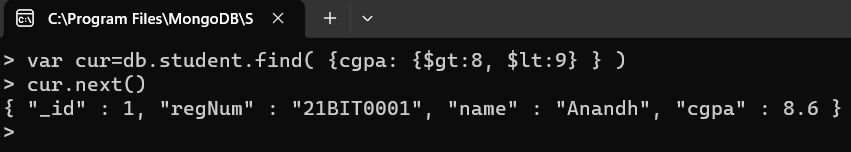 C:\Program Files\MongoDB\S
> var cur=db.student.find( {cgpa: {$gt:8, $lt:9} } )
> cur.next()
{ "_id" : 1, "regNum" : "21BIT0001", "name" : "Anandh", "cgpa" : 8.6 }
>